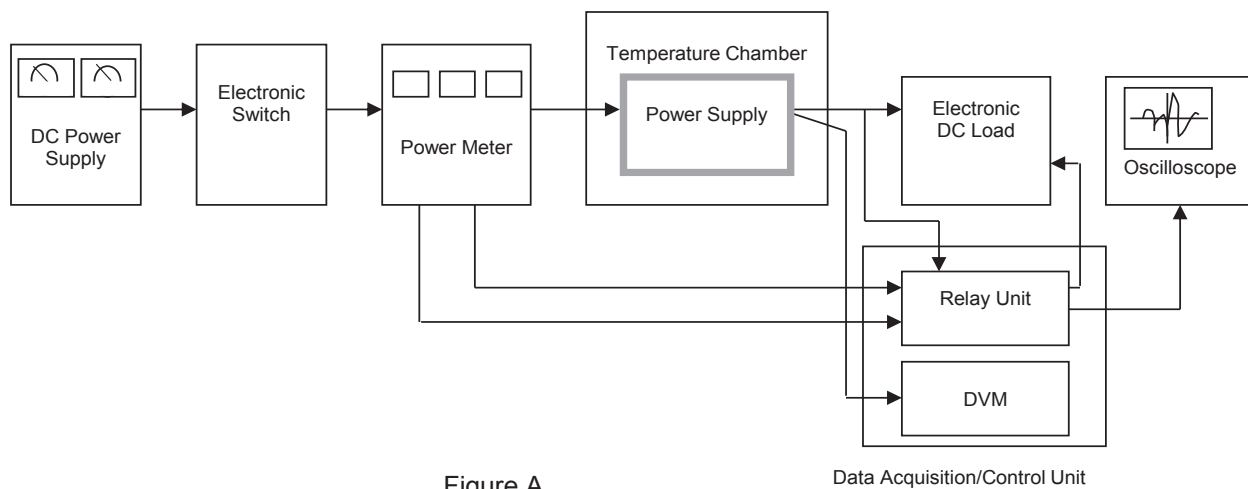 Temperature Chamber
Electronic
Switch
Power Supply
Electronic
DC Load
DC Power
Supply
Power Meter
Oscilloscope
Relay Unit
DVM
Figure A
Data Acquisition/Control Unit